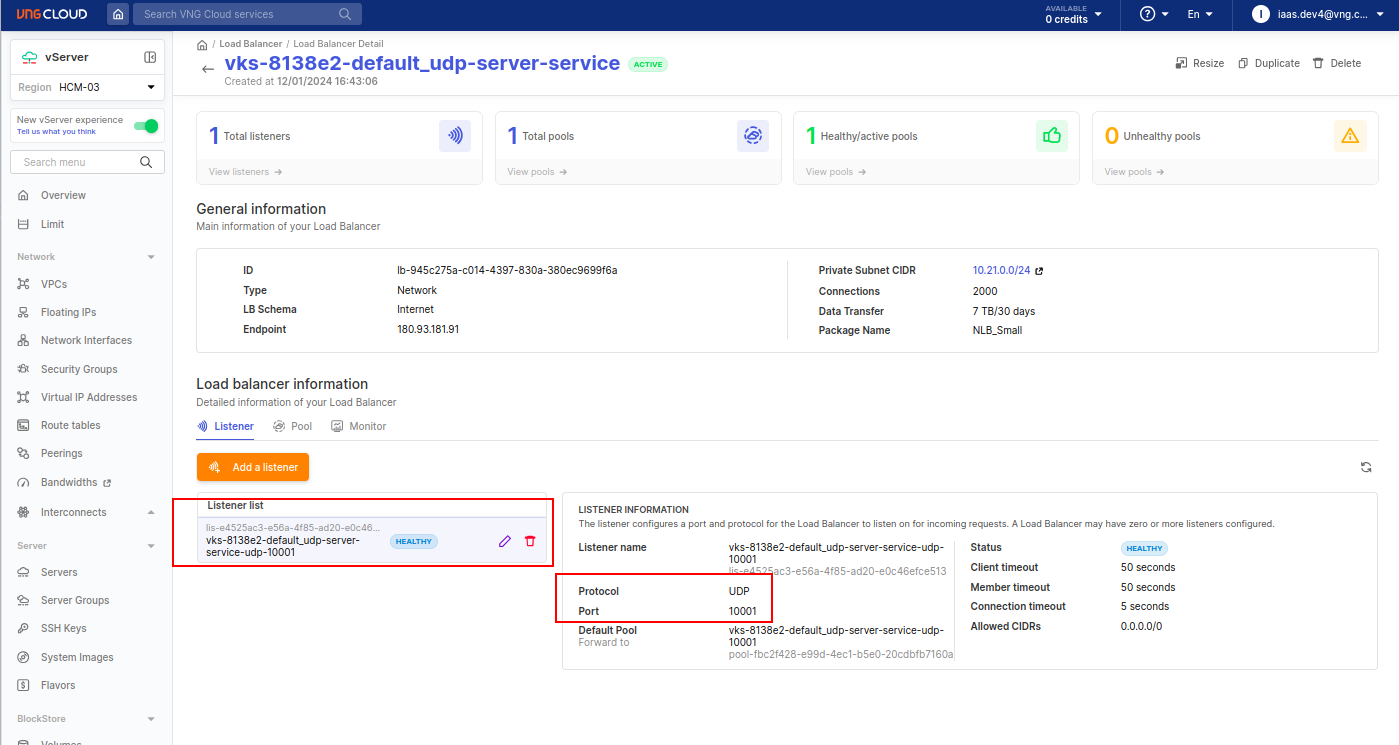 VNG CLOUD
Search VNG Cloud services
AVAILABLE
0 credits
En
I
iaas.dev4@vng.c...
vServer
Region HCM-03
New vServer experience
Tell us what you think
Search menu
Overview
Limit
Network
VPCs
Floating IPs
Network Interfaces
Security Groups
Virtual IP Addresses
Route tables
Peerings
Bandwidths
Interconnects
Server
Servers
Server Groups
SSH Keys
System Images
Flavors
BlockStore
Volumes
/ Load Balancer / Load Balancer Detail
vks-8138e2-default_udp-server-service ACTIVE
Created at 12/01/2024 16:43:06
Resize
Duplicate
Delete
1 Total listeners
View listeners →
1 Total pools
View pools →
1 Healthy/active pools
View pools →
0 Unhealthy pools
View pools →
General information
Main information of your Load Balancer
ID lb-945c275a-c014-4397-830a-380ec9699f6a
Type Network
LB Schema Internet
Endpoint 180.93.181.91
Private Subnet CIDR 10.21.0.0/24
Connections 2000
Data Transfer 7 TB/30 days
Package Name NLB_Small
Load balancer information
Detailed information of your Load Balancer
Listener Pool Monitor
Add a listener
Listener list
lis-e4525ac3-e56a-4f85-ad20-e0c46...
vks-8138e2-default_udp-server-
service-udp-10001
HEALTHY
LISTENER INFORMATION
The listener configures a port and protocol for the Load Balancer to listen on for incoming requests. A Load Balancer may have zero or more listeners configured.
Listener name vks-8138e2-default_udp-server-service-udp-
10001
lis-e4525ac3-e56a-4f85-ad20-e0c46efce513
Protocol UDP
Port 10001
Default Pool vks-8138e2-default_udp-server-service-udp-
Forward to 10001
pool-fbc2f428-e99d-4ec1-b5e0-20cdbfb7160a
Status HEALTHY
Client timeout 50 seconds
Member timeout 50 seconds
Connection timeout 5 seconds
Allowed CIDRs 0.0.0.0/0